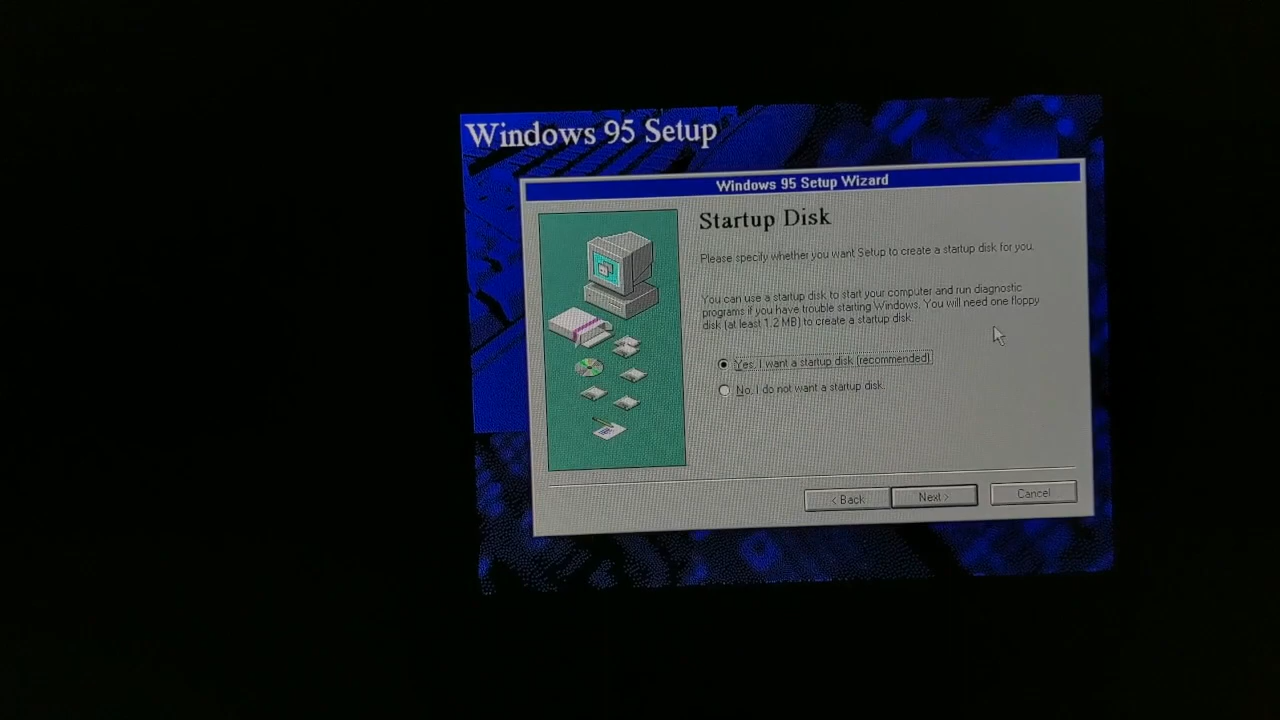 Windows 95 Setup
Windows 95 Setup Wizard
Startup Disk
Please specify whether you want Setup to create a startup disk for you.
You can use a startup disk to start your computer and run diagnostic
programs if you have trouble starting Windows. You will need one floppy
disk (at least 1.2 MB) to create a startup disk.
Yes, I want a startup disk (recommended)
No, I do not want a startup disk.
< Back
Next >
Cancel